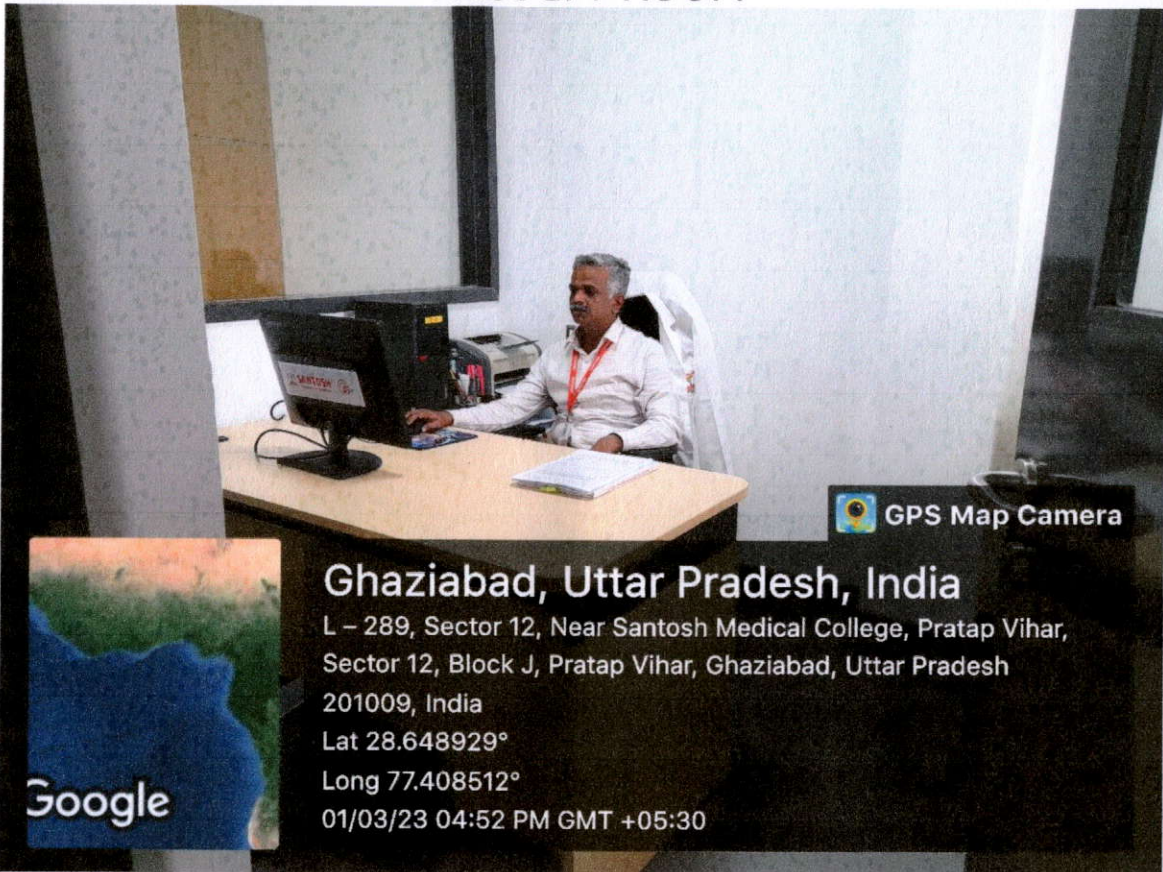 GPS Map Camera
SANTOSH
Ghaziabad, Uttar Pradesh, India
L – 289, Sector 12, Near Santosh Medical College, Pratap Vihar,
Sector 12, Block J, Pratap Vihar, Ghaziabad, Uttar Pradesh
201009, India
Lat 28.648929°
Long 77.408512°
01/03/23 04:52 PM GMT +05:30
Google